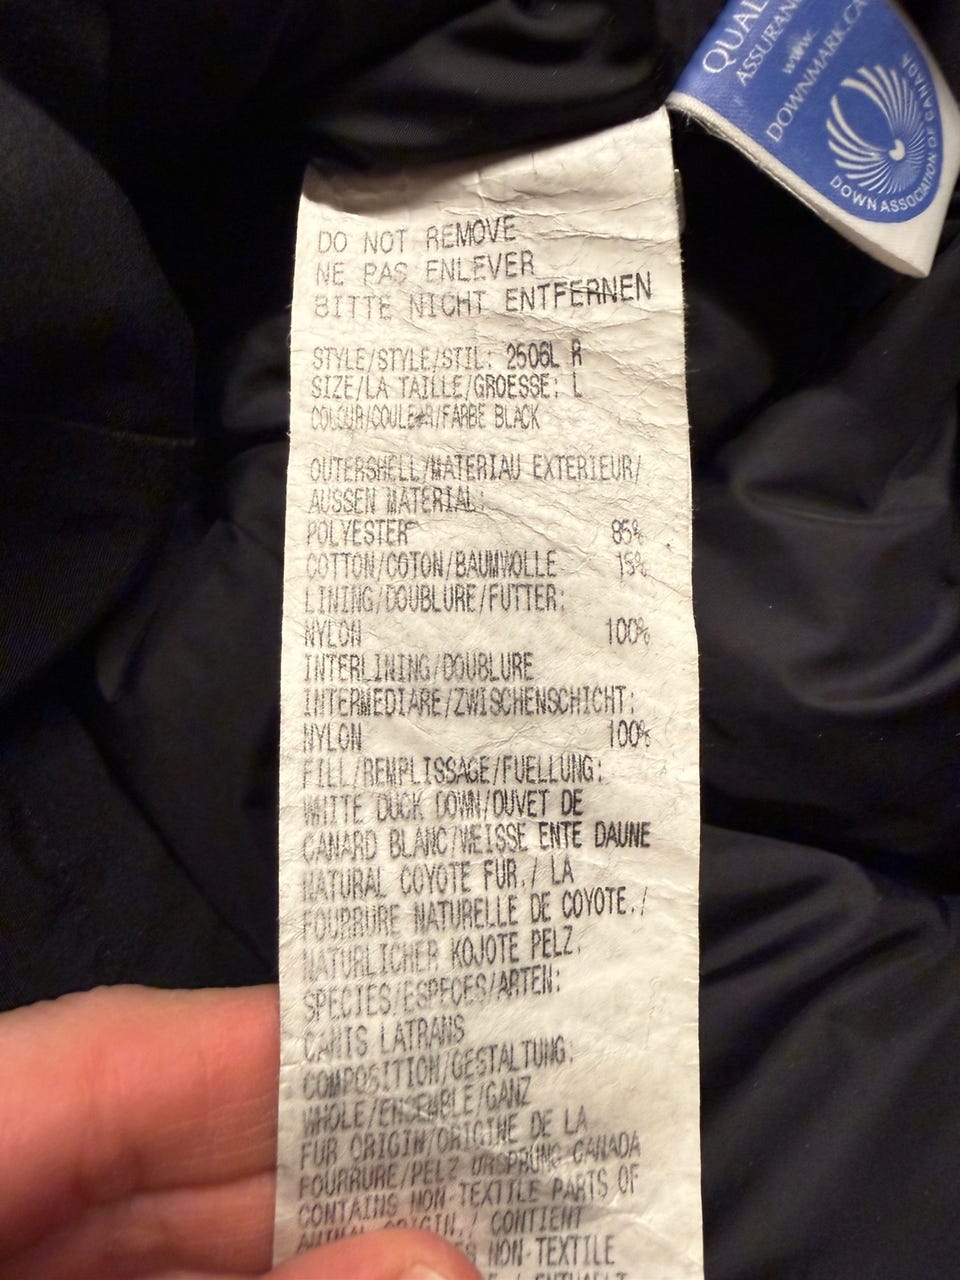 QUAL
ASSURAN
www.
DOWNMARK.CA
DOWN ASSOCIATION OF CANADA
DO NOT REMOVE
NE PAS ENLEVER
BITTE NICHT ENTFERNEN
STYLE/STYLE/STIL: 2506L R
SIZE/LA TAILLE/GROESSE: L
COLOUR/COULEUR/FARBE BLACK
OUTERSHELL/MATERIAU EXTERIEUR/
AUSSEN MATERIAL:
POLYESTER 85%
COTTON/COTON/BAUMWOLLE 15%
LINING/DOUBLURE/FUTTER:
NYLON 100%
INTERLINING/DOUBLURE
INTERMEDIARE/ZWISCHENSCHICHT:
NYLON 100%
FILL/REMPLISSAGE/FUELLUNG:
WHITE DUCK DOWN/DUVET DE
CANARD BLANC/WEISSE ENTE DAUNE
NATURAL COYOTE FUR./ LA
FOURRURE NATURELLE DE COYOTE./
NATURLICHER KOJOTE PELZ.
SPECIES/ESPECES/ARTEN:
CANIS LATRANS
COMPOSITION/GESTALTUNG:
WHOLE/ENSEMBLE/GANZ
FUR ORIGIN/ORIGINE DE LA
FOURRURE/PELZ URSPRUNG-CANADA
CONTAINS NON-TEXTILE PARTS OF
ANIMAL ORIGIN./ CONTIENT
NON-TEXTILE